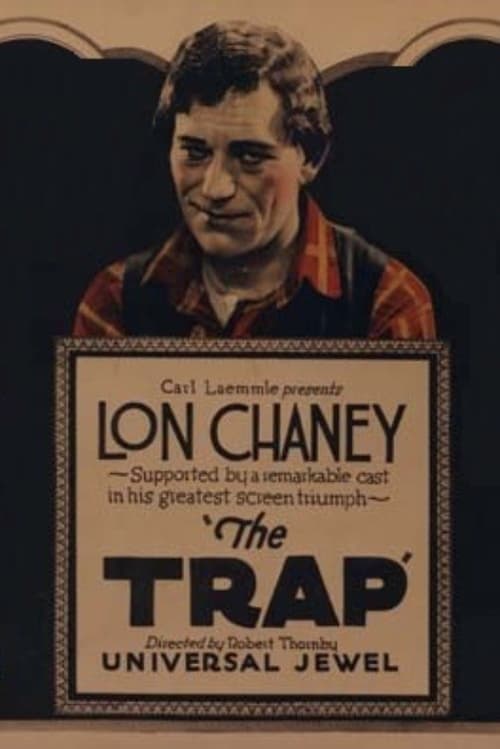 Carl Laemmle presents
LON CHANEY
~Supported by a remarkable cast
in his greatest screen triumph~
'The
TRAP'
Directed by Robert Thornby
UNIVERSAL JEWEL